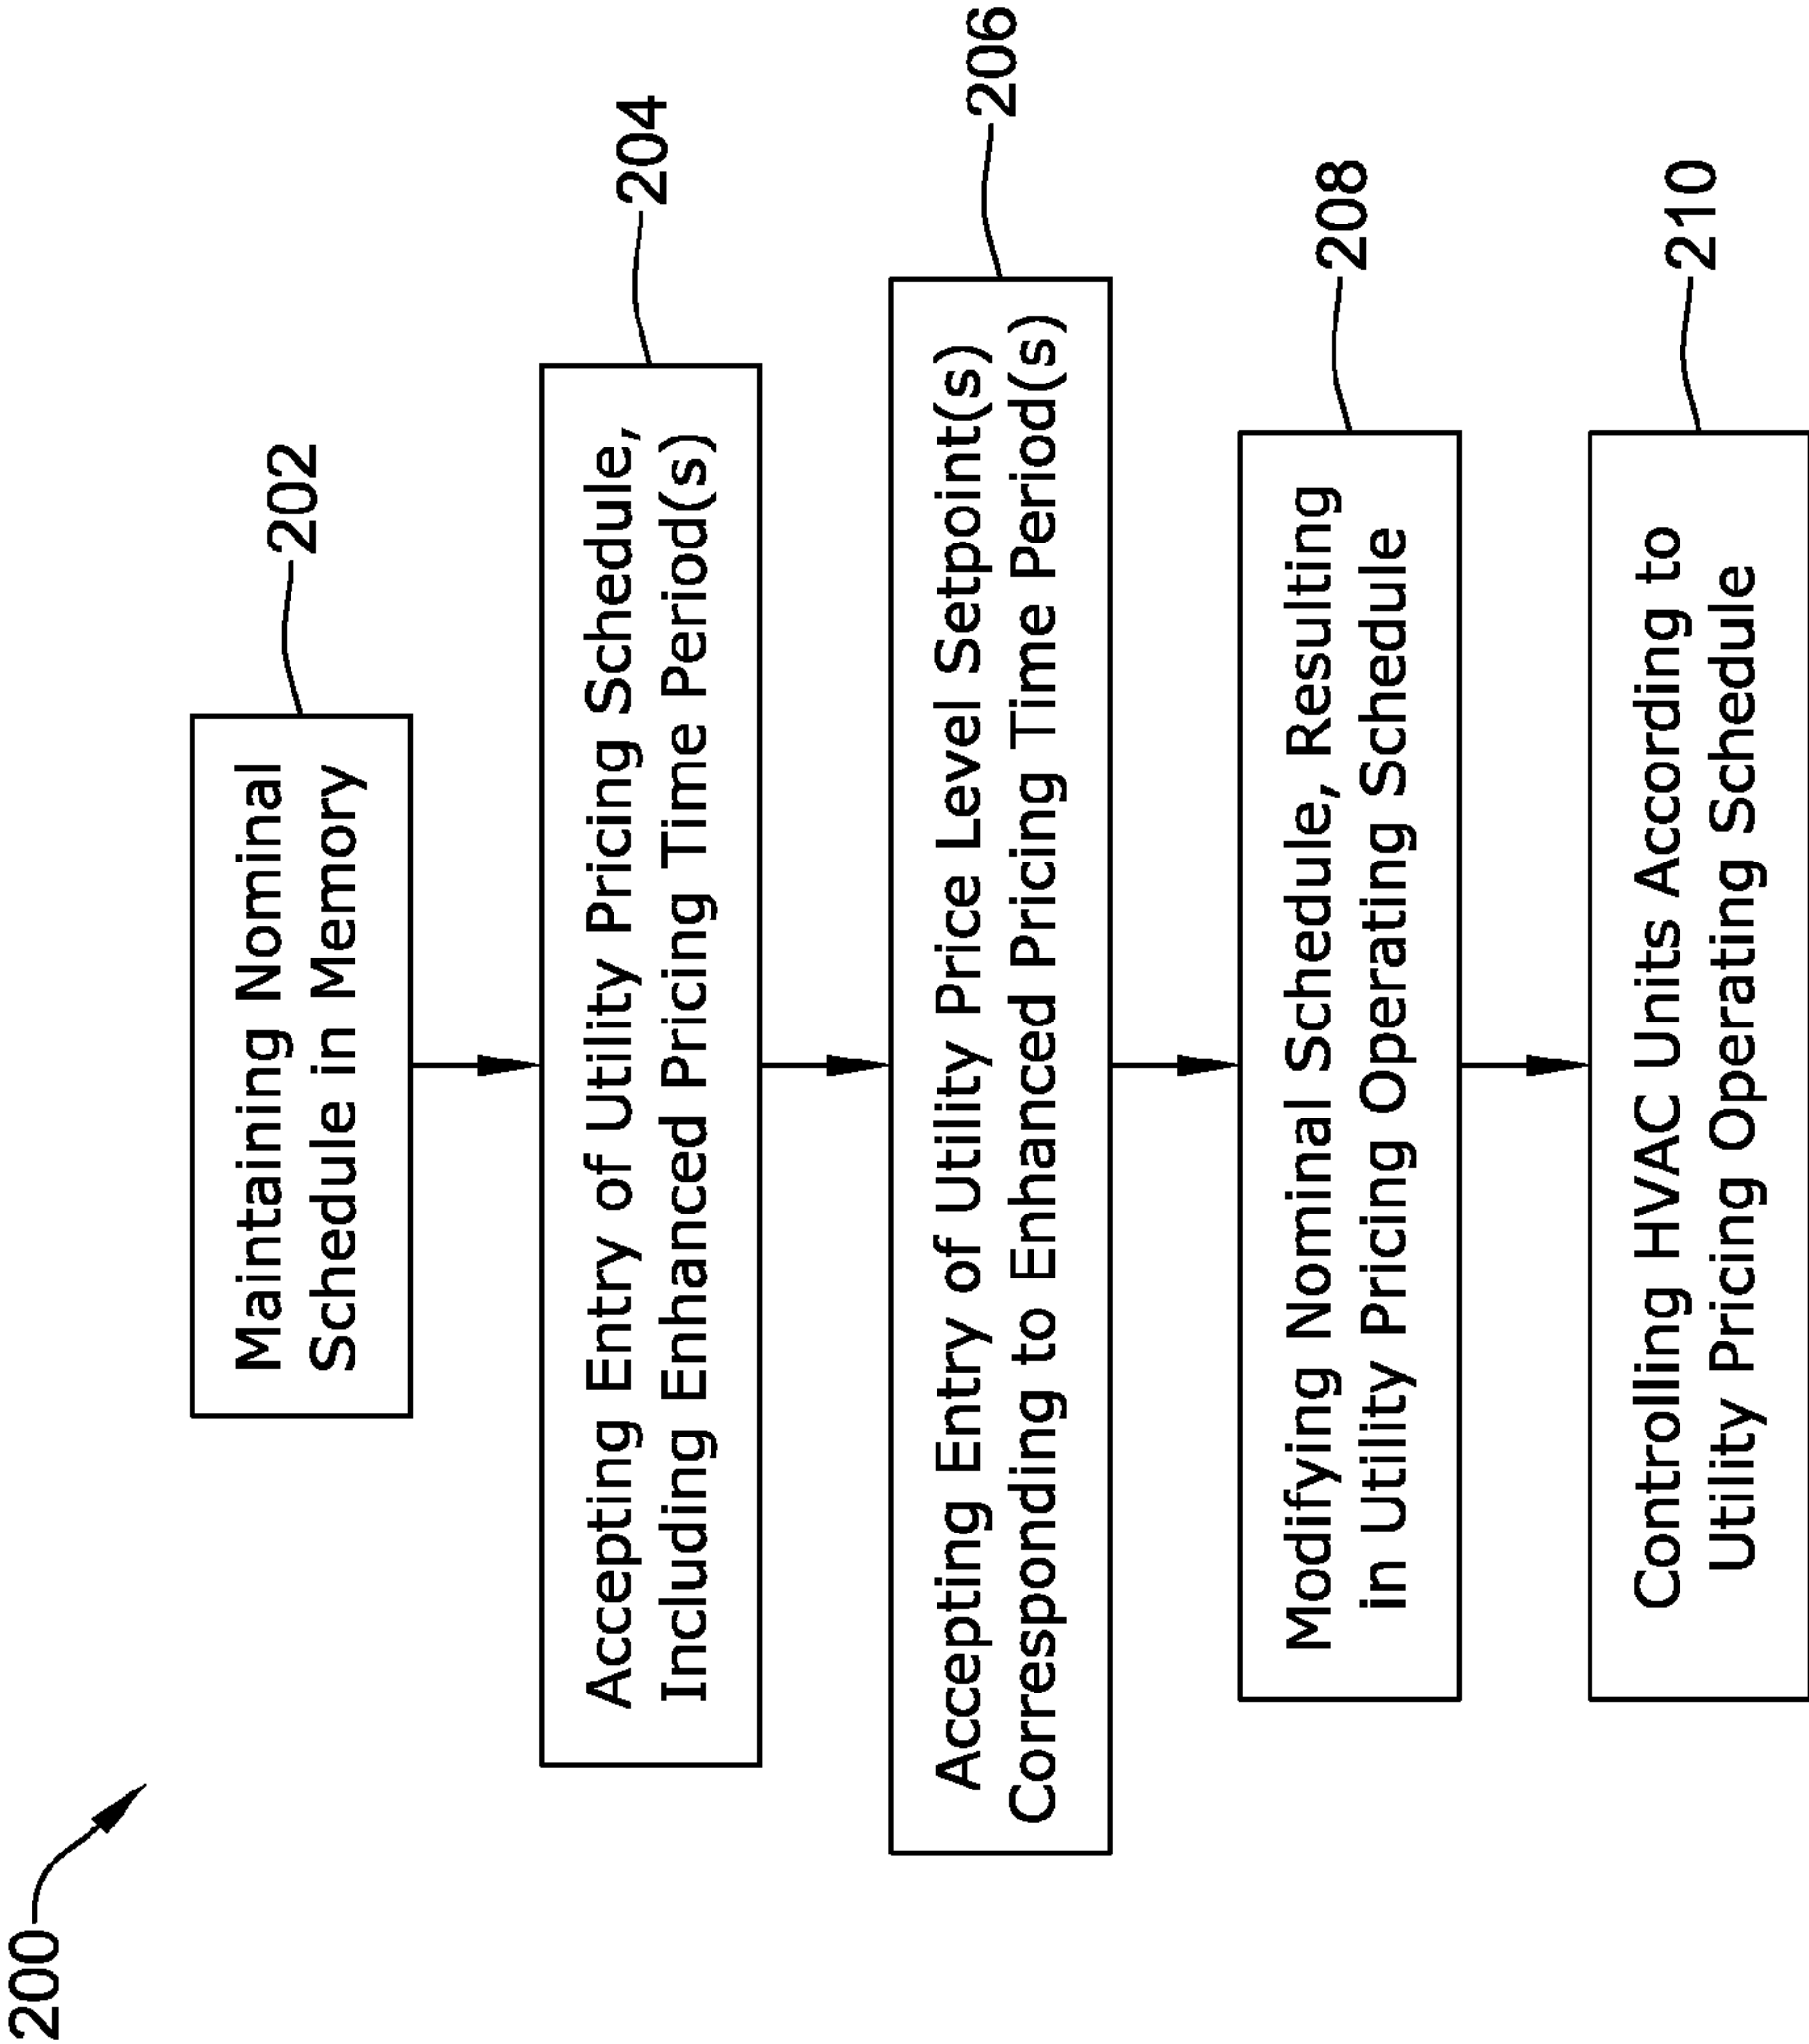 200
202
Maintaining Nominal
Schedule in Memory
204
Accepting Entry of Utility Pricing Schedule,
Including Enhanced Pricing Time Period(s)
206
Accepting Entry of Utility Price Level Setpoint(s)
Corresponding to Enhanced Pricing Time Period(s)
208
Modifying Nominal Schedule, Resulting
in Utility Pricing Operating Schedule
210
Controlling HVAC Units According to
Utility Pricing Operating Schedule